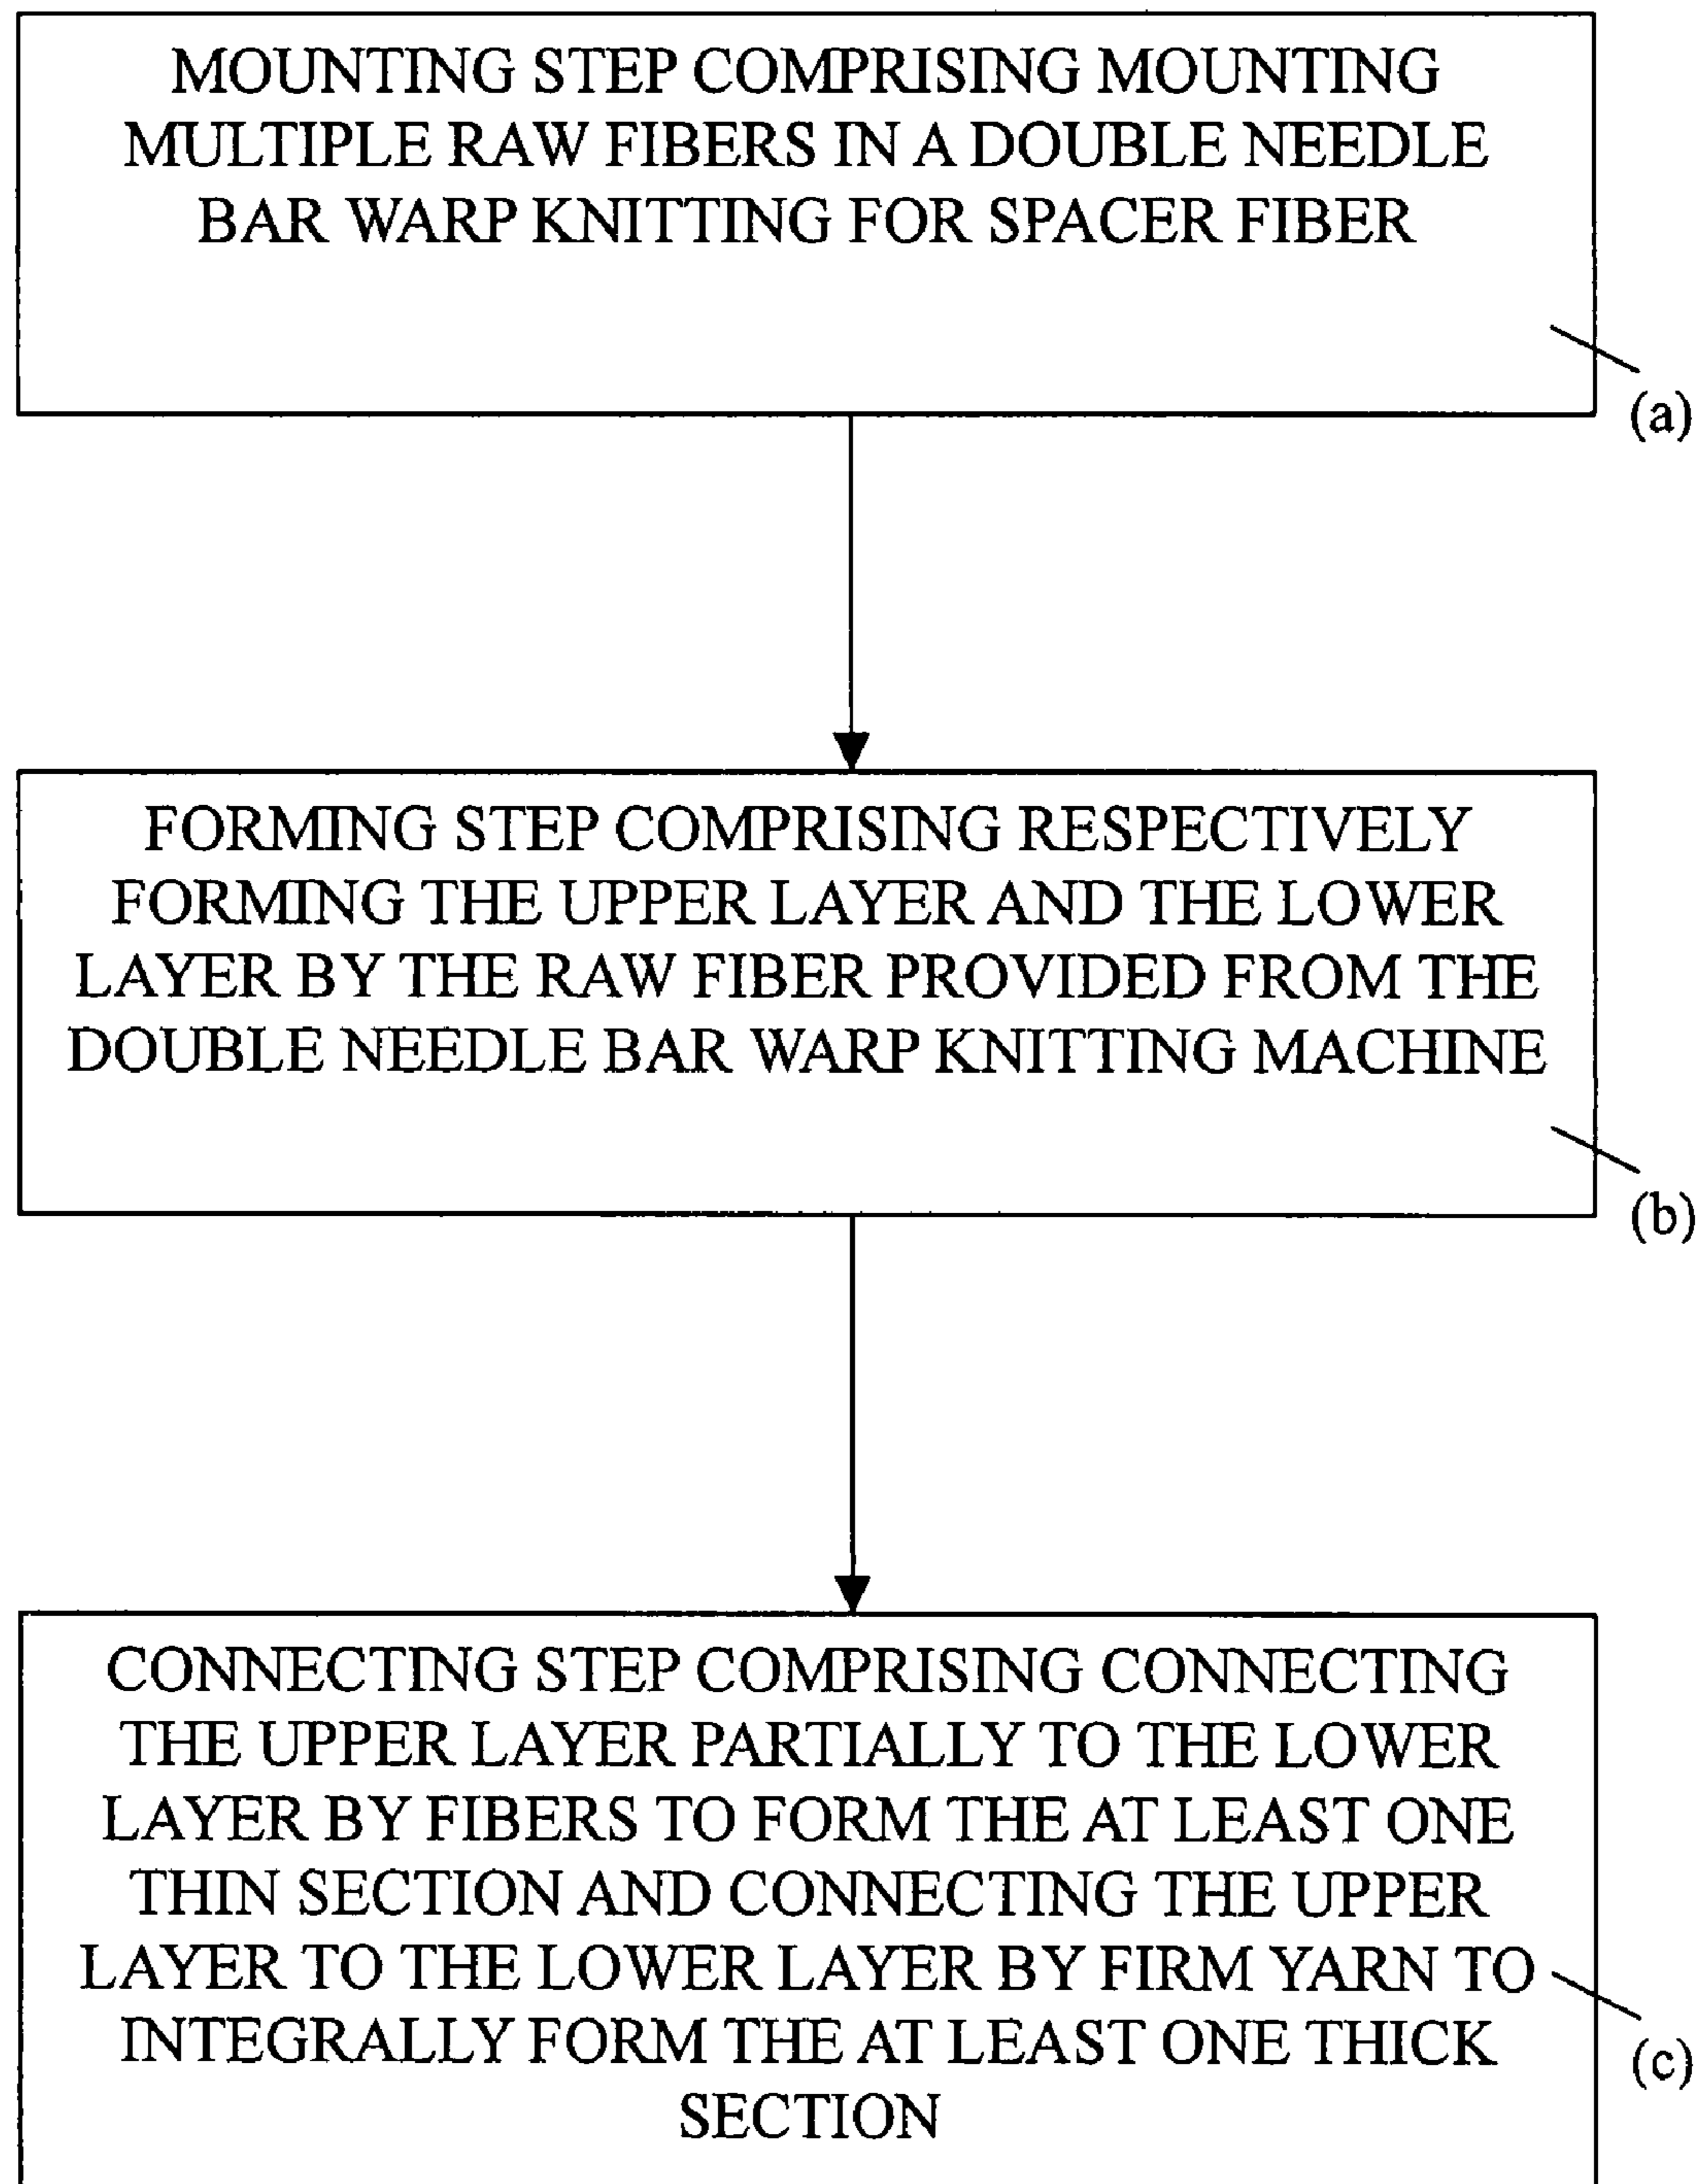 MOUNTING STEP COMPRISING MOUNTING
MULTIPLE RAW FIBERS IN A DOUBLE NEEDLE
BAR WARP KNITTING FOR SPACER FIBER
(a)
FORMING STEP COMPRISING RESPECTIVELY
FORMING THE UPPER LAYER AND THE LOWER
LAYER BY THE RAW FIBER PROVIDED FROM THE
DOUBLE NEEDLE BAR WARP KNITTING MACHINE
(b)
CONNECTING STEP COMPRISING CONNECTING
THE UPPER LAYER PARTIALLY TO THE LOWER
LAYER BY FIBERS TO FORM THE AT LEAST ONE
THIN SECTION AND CONNECTING THE UPPER
LAYER TO THE LOWER LAYER BY FIRM YARN TO
INTEGRALLY FORM THE AT LEAST ONE THICK
SECTION
(c)